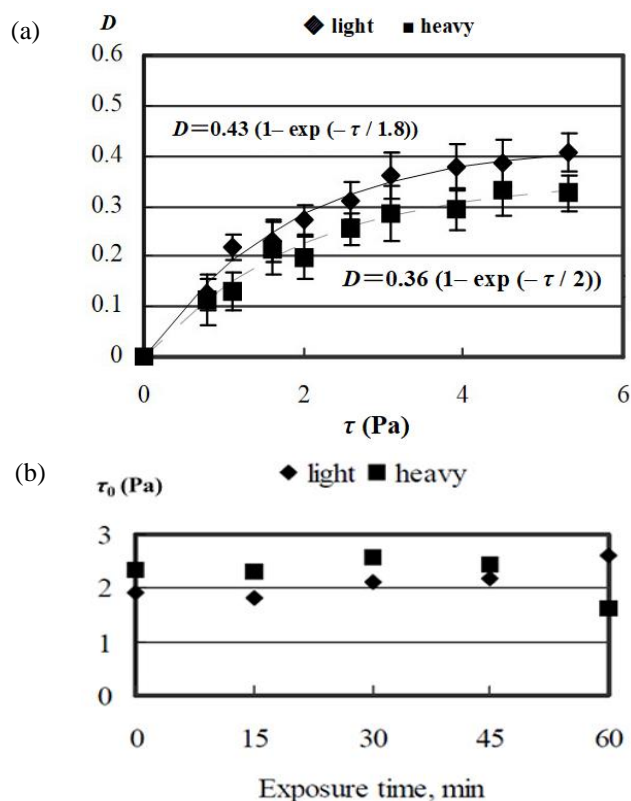 (a)
D
◆ light ■ heavy
0.6
0.5
D=0.43 (1– exp (– τ / 1.8))
0.4
0.3
0.2
D=0.36 (1– exp (– τ / 2))
0.1
0
0 2 4 6
τ (Pa)
(b)
◆ light ■ heavy
τ0 (Pa)
3
2
1
0
0 15 30 45 60
Exposure time, min